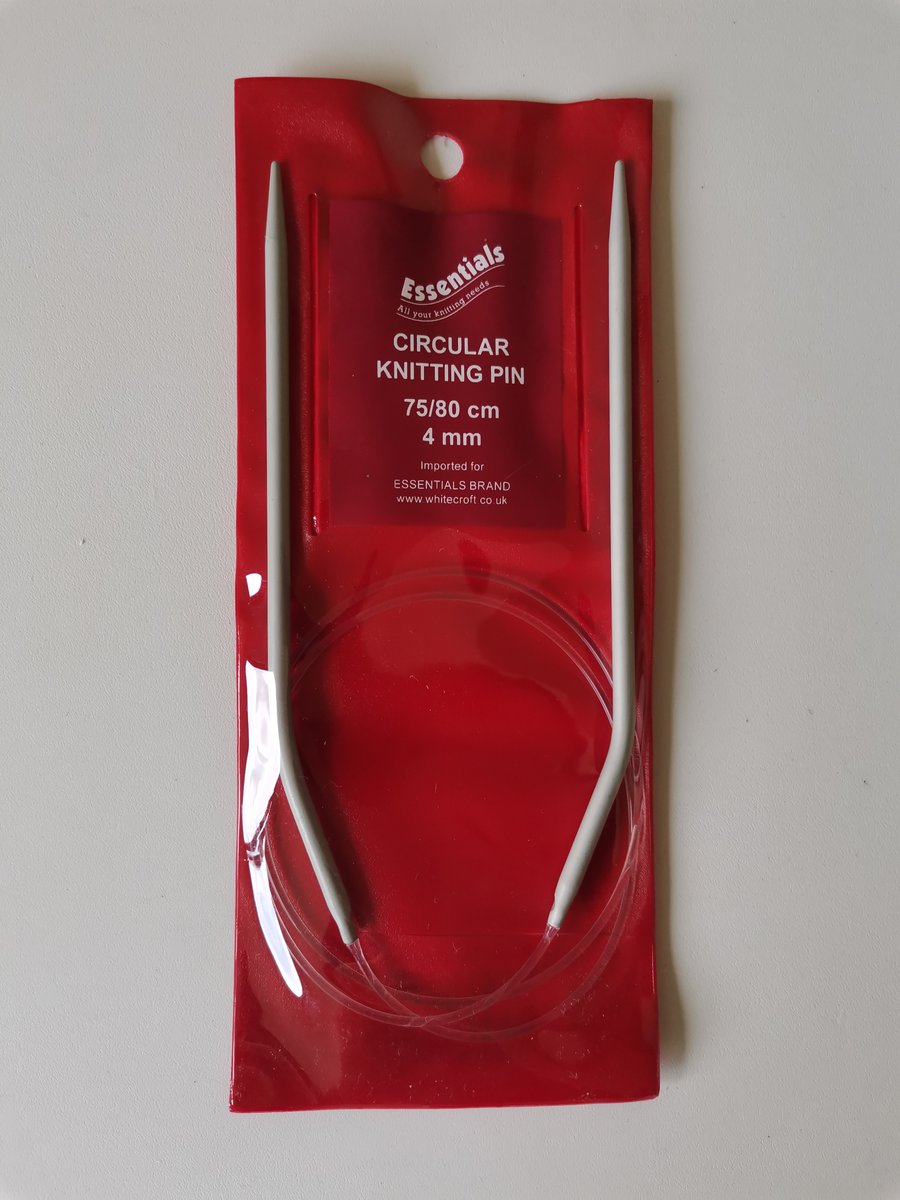 Essentials
All your knitting needs
CIRCULAR
KNITTING PIN
75/80 cm
4 mm
Imported for
ESSENTIALS BRAND
www.whitecroft.co.uk